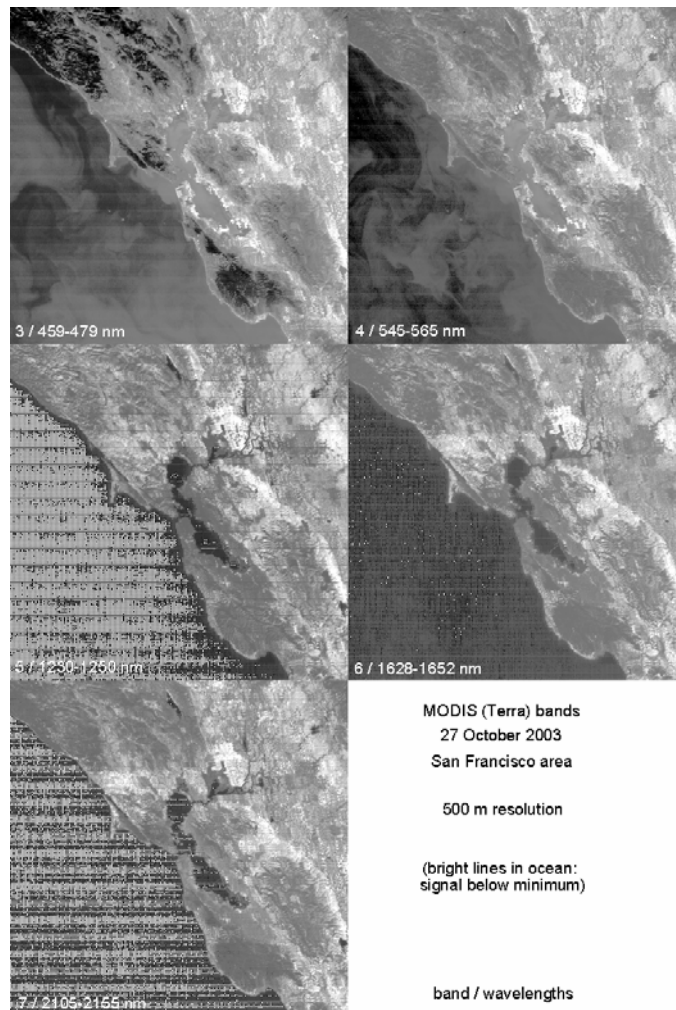 3 / 459-479 nm
4 / 545-565 nm
5 / 1230-1250 nm
6 / 1628-1652 nm
7 / 2105-2155 nm
MODIS (Terra) bands
27 October 2003
San Francisco area
500 m resolution
(bright lines in ocean:
signal below minimum)
band / wavelengths